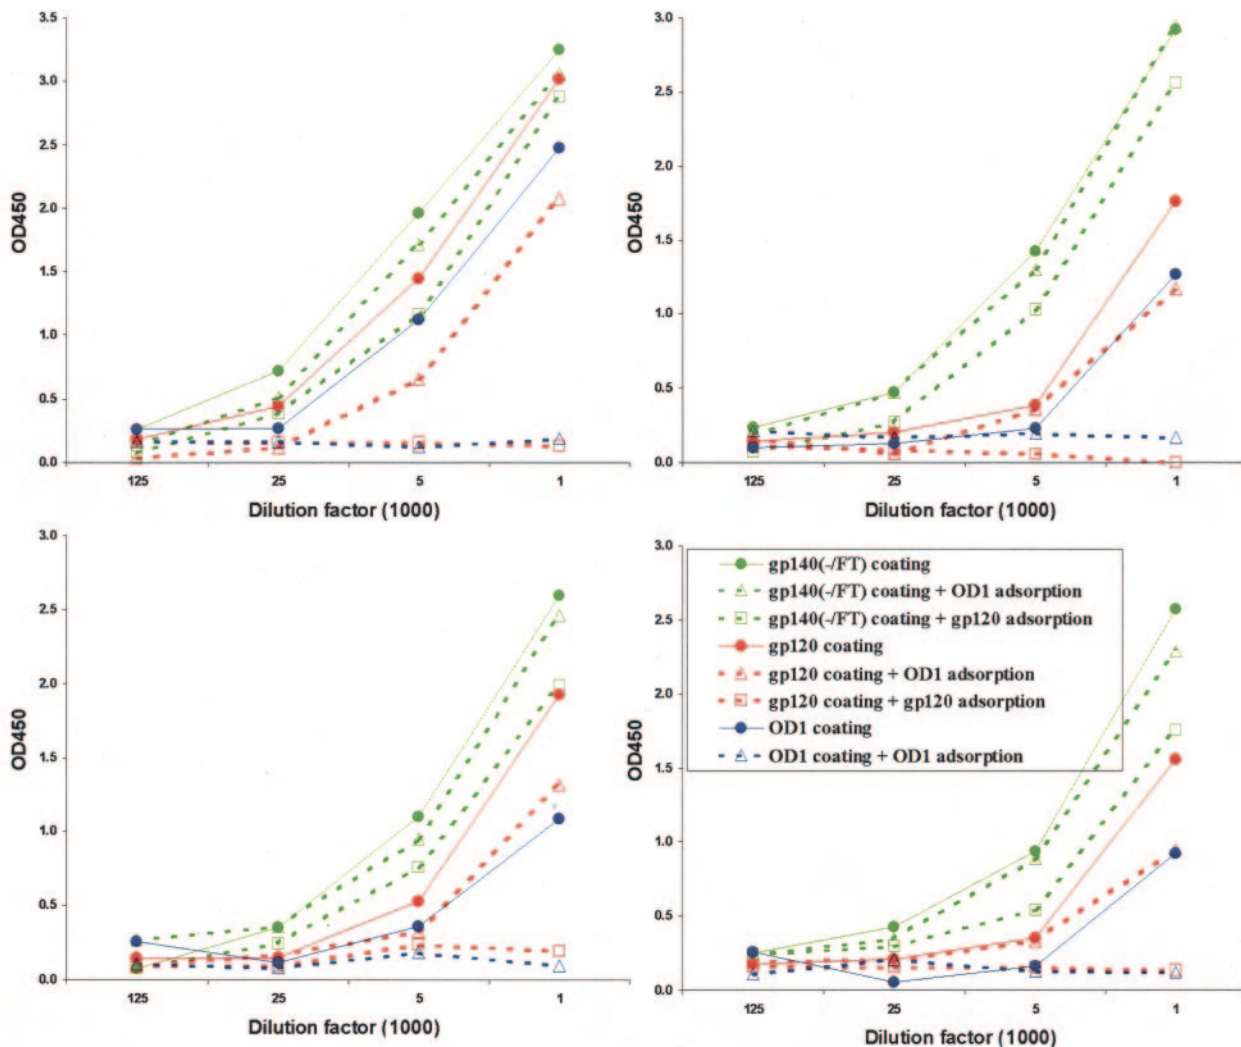 3.5
3.0
2.5
2.0
1.5
1.0
0.5
0.0
OD450
125 25 5 1
Dilution factor (1000)
3.0
2.5
2.0
1.5
1.0
0.5
0.0
OD450
125 25 5 1
Dilution factor (1000)
3.0
2.5
2.0
1.5
1.0
0.5
0.0
OD450
125 25 5 1
Dilution factor (1000)
3.0
2.5
2.0
1.5
1.0
0.5
0.0
OD450
gp140(-/FT) coating
gp140(-/FT) coating + OD1 adsorption
gp140(-/FT) coating + gp120 adsorption
gp120 coating
gp120 coating + OD1 adsorption
gp120 coating + gp120 adsorption
OD1 coating
OD1 coating + OD1 adsorption
125 25 5 1
Dilution factor (1000)